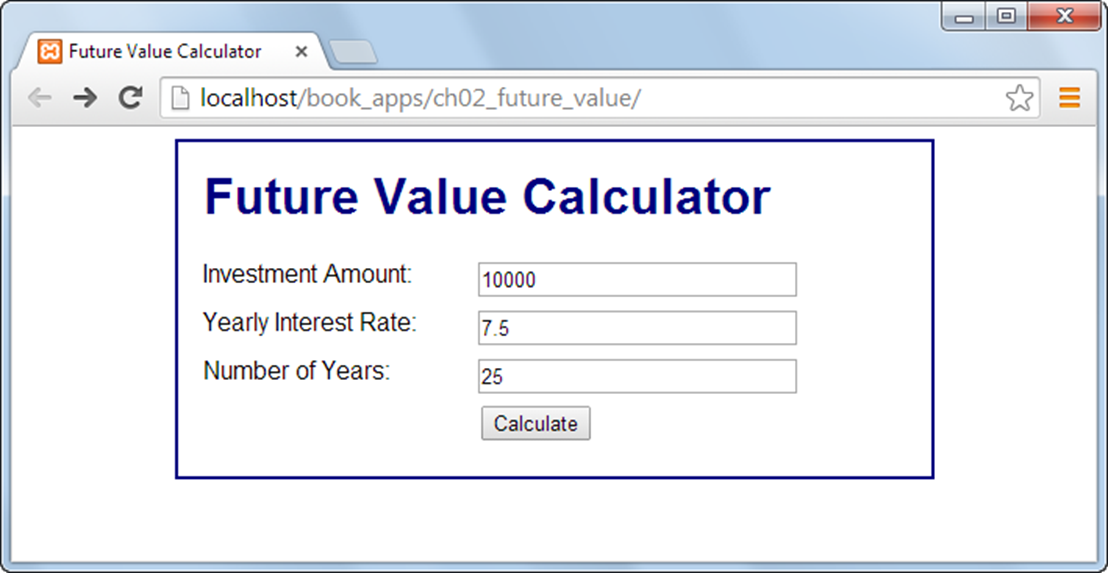 Future Value Calculator
localhost/book_apps/ch02_future_value/
Future Value Calculator
Investment Amount: 10000
Yearly Interest Rate: 7.5
Number of Years: 25
Calculate